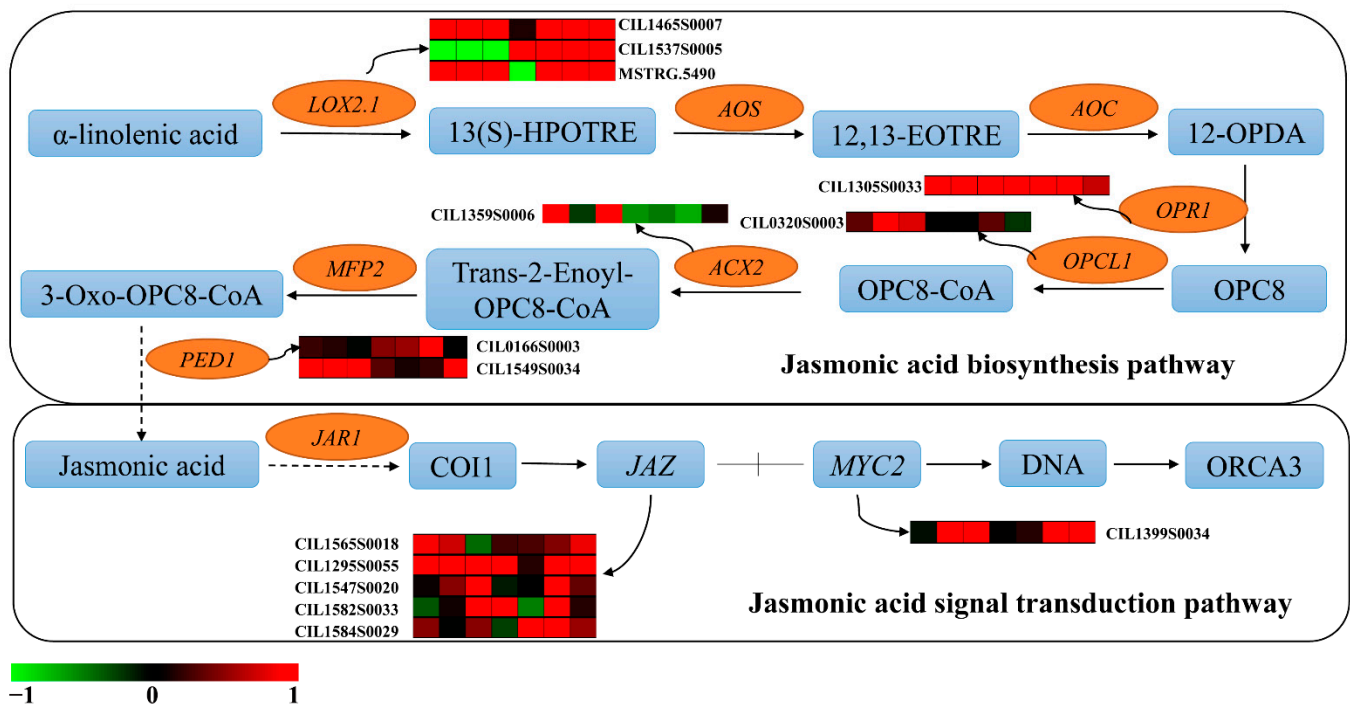 CIL1465S0007
CIL1537S0005
MSTRG.5490
LOX2.1
AOS
AOC
α-linolenic acid
13(S)-HPOTRE
12,13-EOTRE
12-OPDA
CIL1305S0033
CIL1359S0006
CIL0320S0003
OPR1
MFP2
ACX2
OPCL1
3-Oxo-OPC8-CoA
Trans-2-Enoyl-
OPC8-CoA
OPC8-CoA
OPC8
PED1
CIL0166S0003
CIL1549S0034
Jasmonic acid biosynthesis pathway
JAR1
Jasmonic acid
COI1
JAZ
MYC2
DNA
ORCA3
CIL1399S0034
CIL1565S0018
CIL1295S0055
CIL1547S0020
CIL1582S0033
CIL1584S0029
Jasmonic acid signal transduction pathway
−1 0 1